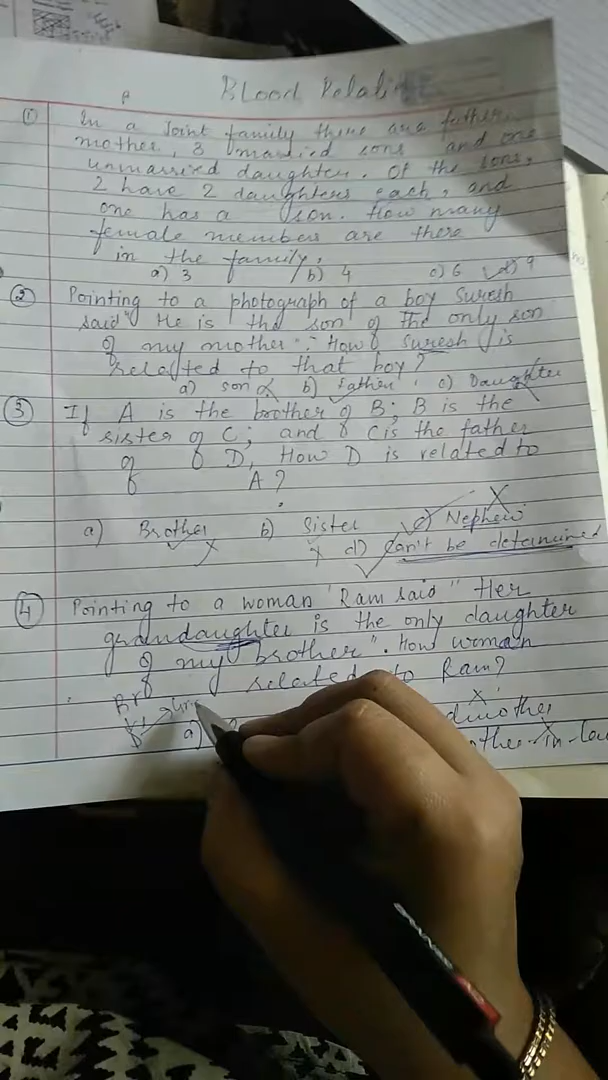 Blood Relati
① In a Joint family there are father,
mother, 3 married sons and one
unmarried daughter. Of the sons,
2 have 2 daughters each, and
one has a son. How many
female members are there
in the family,
a) 3 b) 4 c) 6 d) 9
② Pointing to a photograph of a boy Suresh
said "He is the son of the only son
of my mother". How Suresh is
related to that boy?
a) son b) Father c) Daughter
③ If A is the brother of B; B is the
sister of C; and C is the father
of D, How D is related to
A?
a) Brother b) Sister c) Nephew
d) Can't be determined
④ Pointing to a woman Ram said "Her
granddaughter is the only daughter
of my brother". How woman
related to Ram?
Br
D
a) dmother
ther-in-law